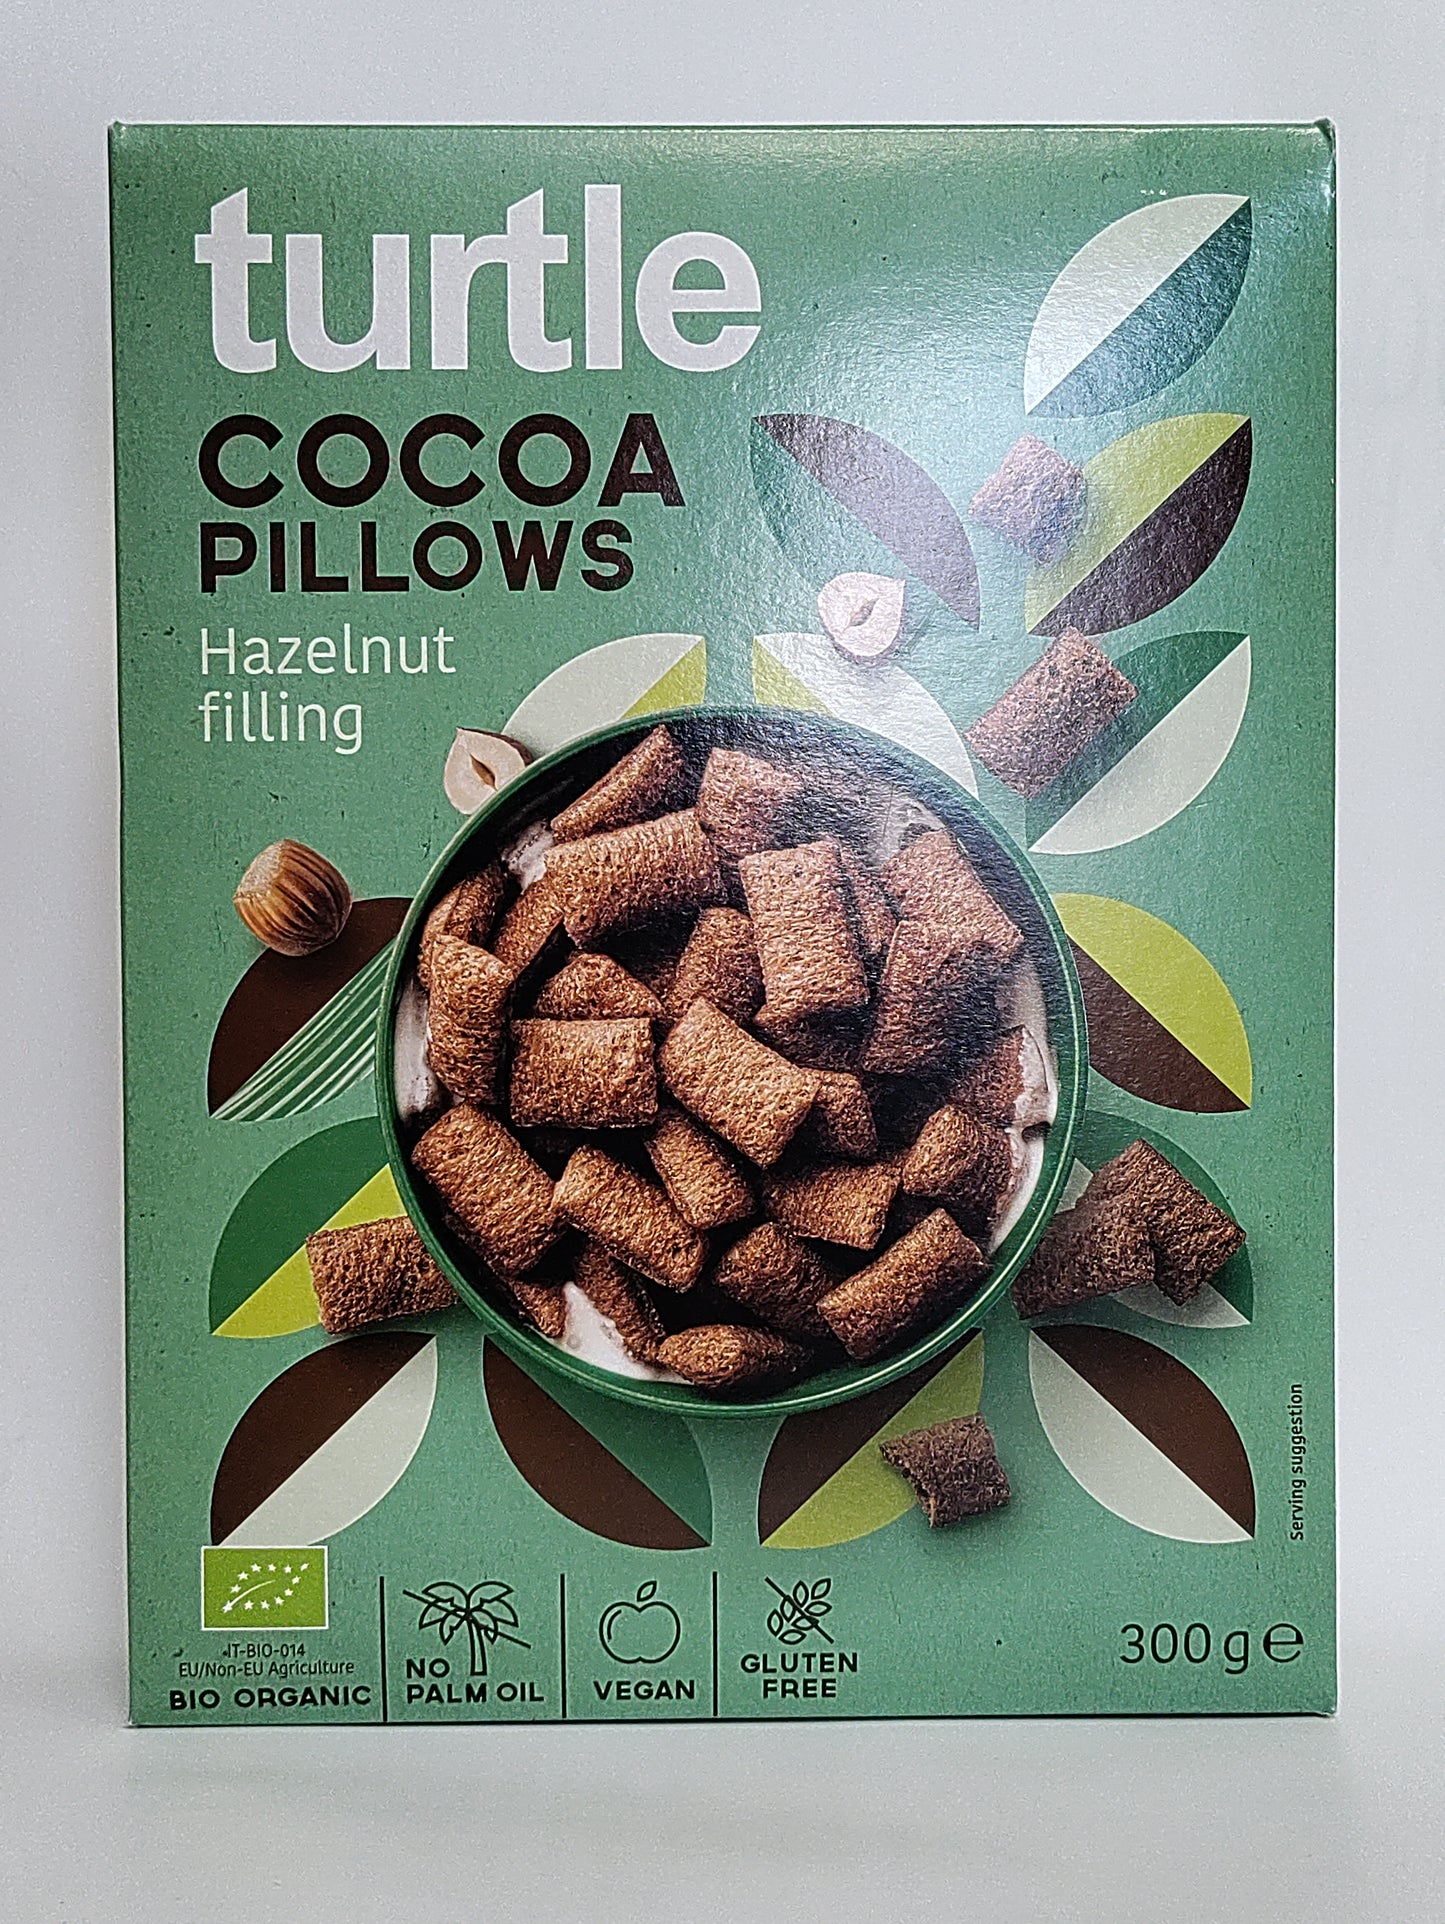 turtle
COCOA
PILLOWS
Hazelnut
filling
Serving suggestion
IT-BIO-014
EU/Non-EU Agriculture
BIO ORGANIC
NO
PALM OIL
VEGAN
GLUTEN
FREE
300 g ℮